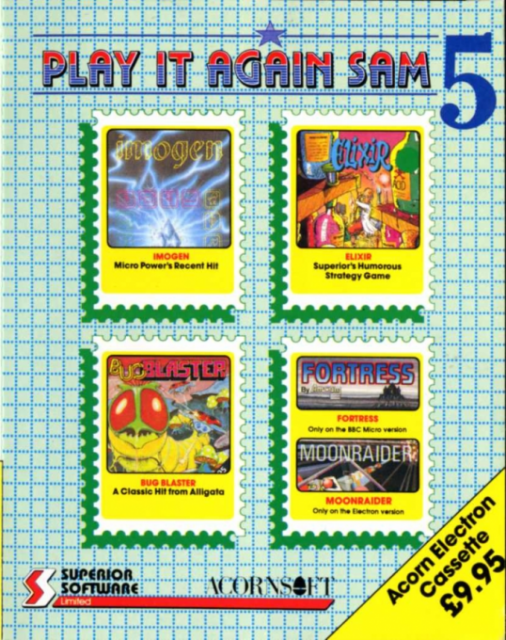 PLAY IT AGAIN SAM 5
imogen
IMOGEN
Micro Power's Recent Hit
ELIXIR
ELIXIR
Superior's Humorous
Strategy Game
BUG BLASTER
BUG BLASTER
A Classic Hit from Alligata
FORTRESS
By
FORTRESS
Only on the BBC Micro version
MOONRAIDER
MOONRAIDER
Only on the Electron version
SUPERIOR
SOFTWARE
Limited
ACORNSOFT
Acorn Electron
Cassette
£9.95